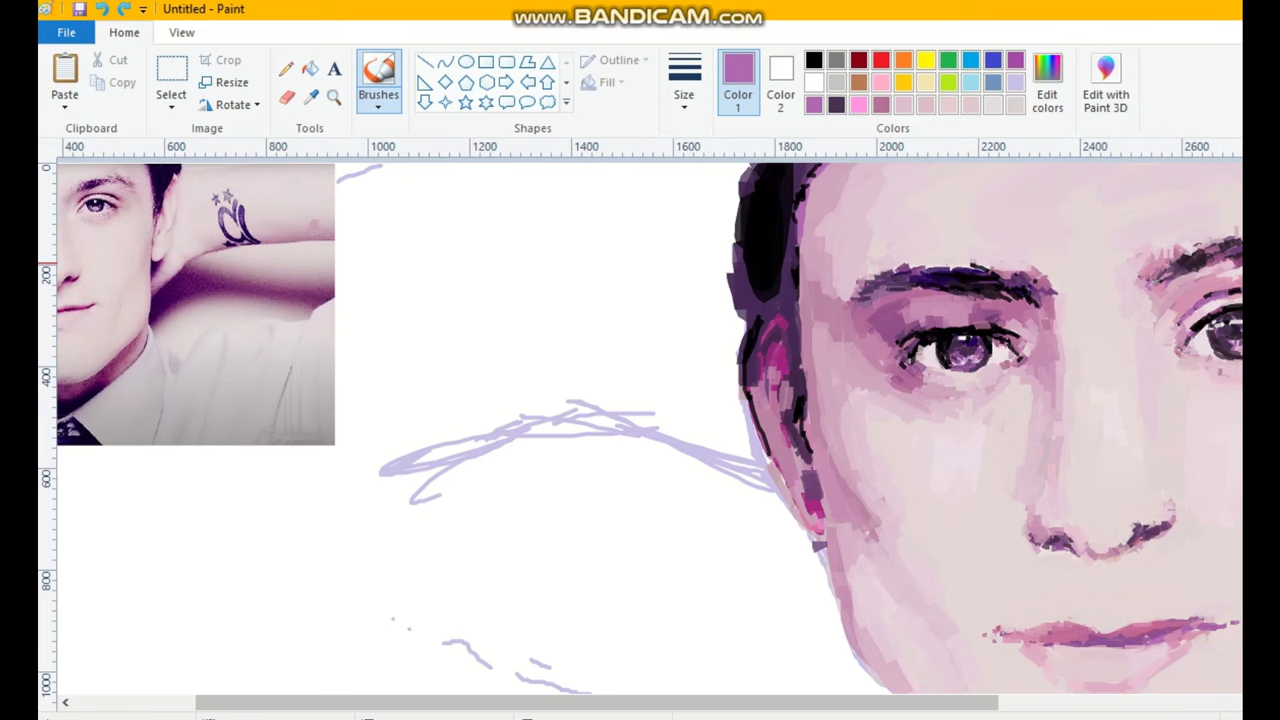 Untitled - Paint
www.BANDICAM.com
File
Home
View
Cut
Copy
Paste
Clipboard
Crop
Resize
Rotate
Select
Image
A
Tools
Brushes
Outline
Fill
Shapes
Size
Color 1
Color 2
Edit colors
Colors
Edit with Paint 3D
400 600 800 1000 1200 1400 1600 1800 2000 2200 2400 2600
0
200
400
600
800
1000